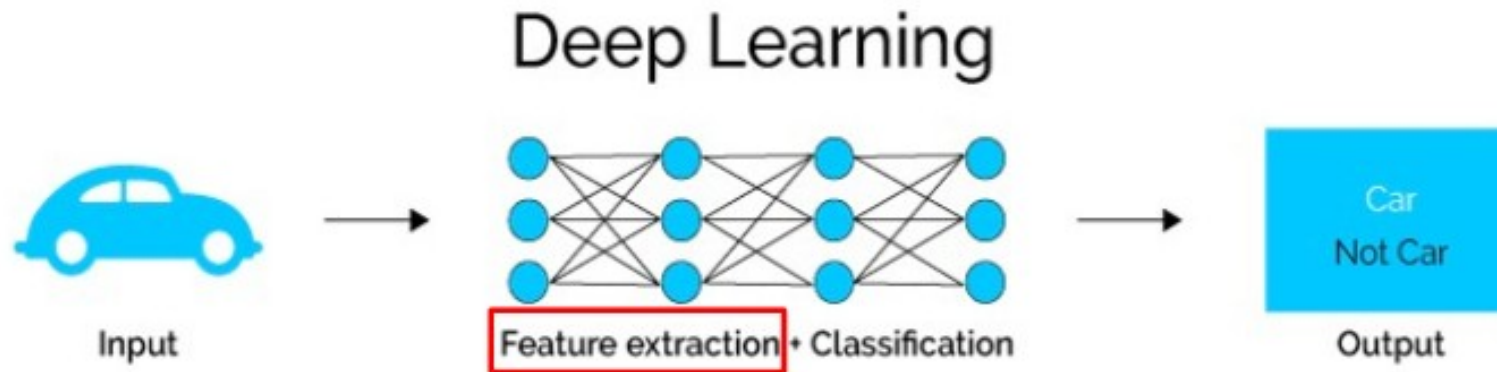 Deep Learning
Car
Not Car
Input
Feature extraction + Classification
Output